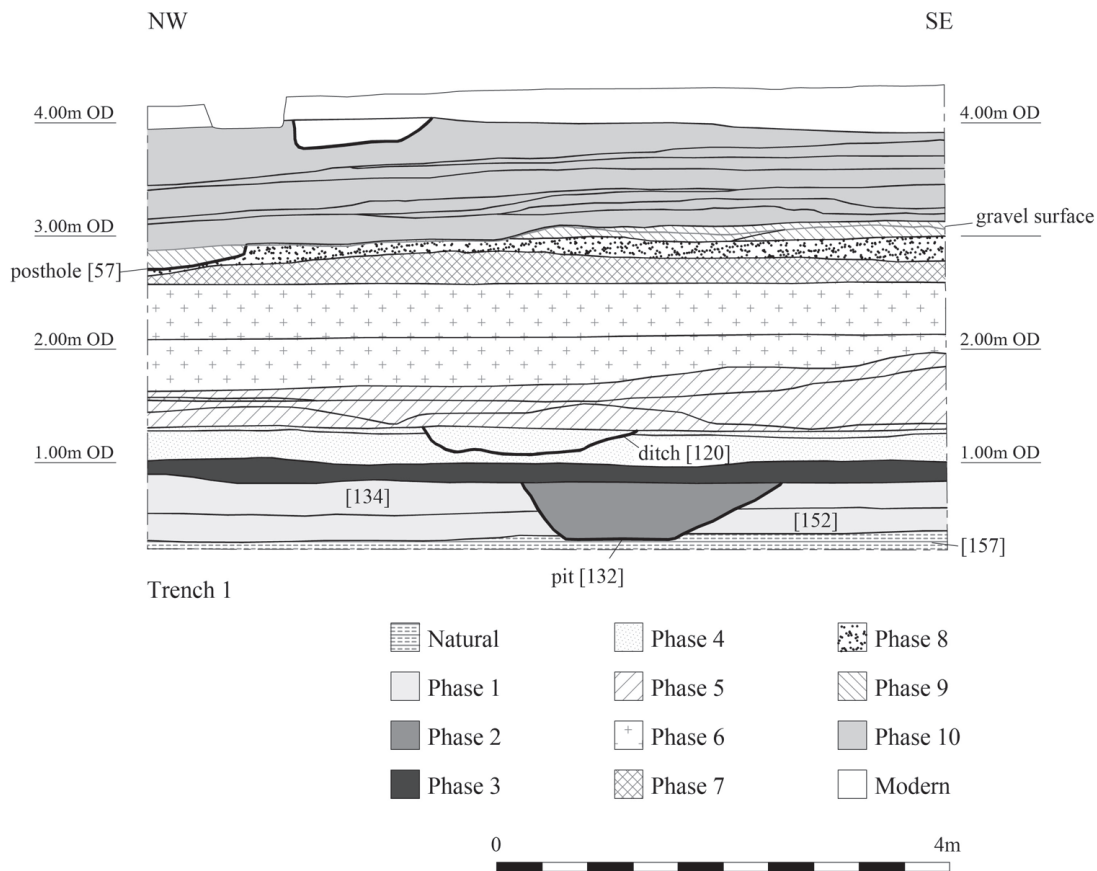 NW
SE
4.00m OD
4.00m OD
3.00m OD
gravel surface
3.00m OD
posthole [57]
2.00m OD
2.00m OD
ditch [120]
1.00m OD
1.00m OD
[134]
[152]
[157]
pit [132]
Trench 1
Natural
Phase 4
Phase 8
Phase 1
Phase 5
Phase 9
Phase 2
Phase 6
Phase 10
Phase 3
Phase 7
Modern
0
4m